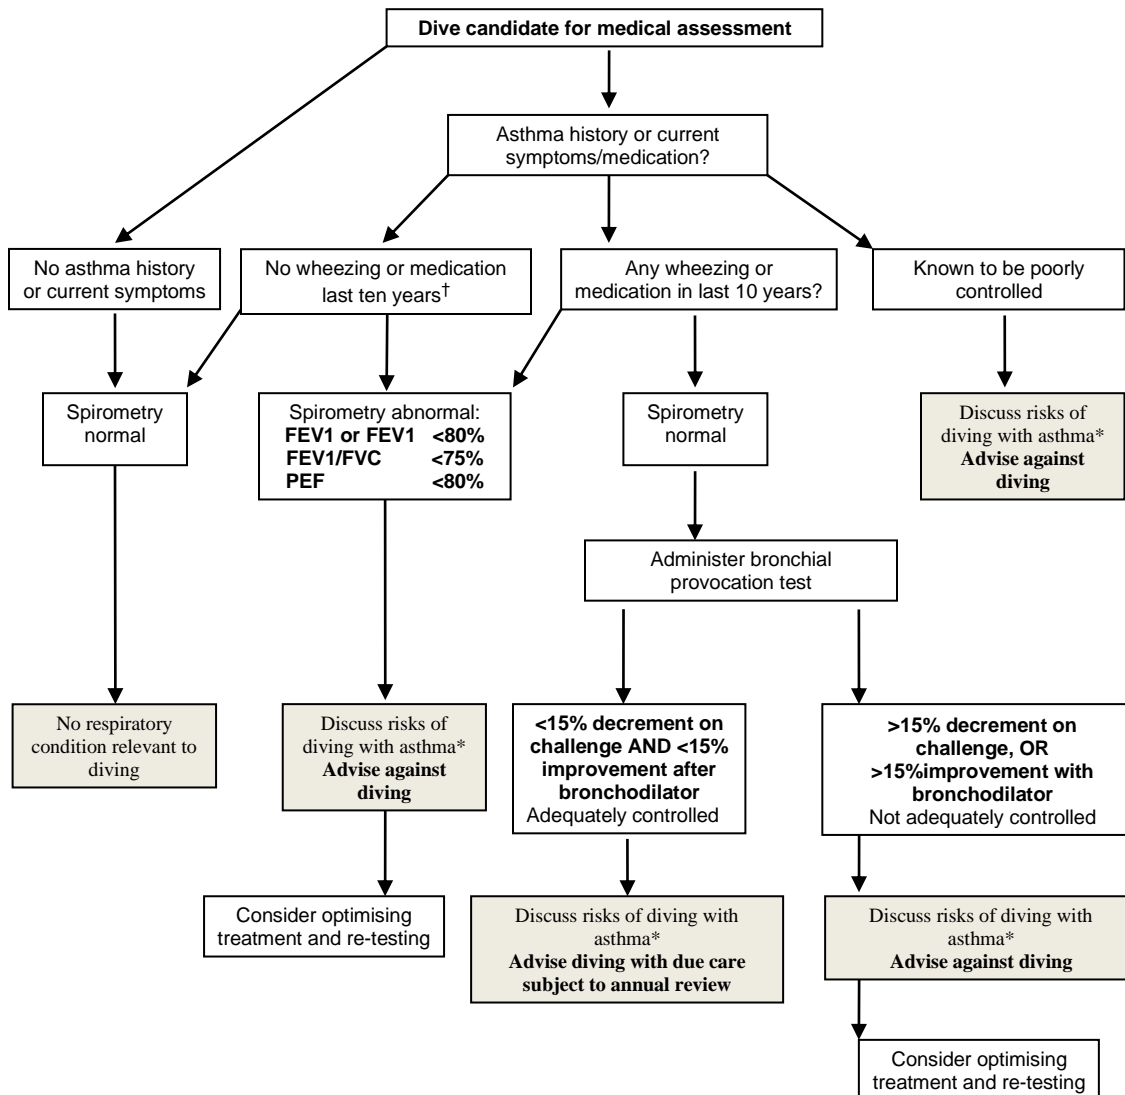 Dive candidate for medical assessment
Asthma history or current
symptoms/medication?
No asthma history
or current symptoms
No wheezing or medication
last ten years†
Any wheezing or
medication in last 10 years?
Known to be poorly
controlled
Spirometry
normal
Spirometry abnormal:
FEV1 or FEV1 <80%
FEV1/FVC <75%
PEF <80%
Spirometry
normal
Discuss risks of
diving with asthma*
Advise against
diving
Administer bronchial
provocation test
No respiratory
condition relevant to
diving
Discuss risks of
diving with asthma*
Advise against
diving
<15% decrement on
challenge AND <15%
improvement after
bronchodilator
Adequately controlled
>15% decrement on
challenge, OR
>15%improvement with
bronchodilator
Not adequately controlled
Consider optimising
treatment and re-testing
Discuss risks of diving with
asthma*
Advise diving with due care
subject to annual review
Discuss risks of diving with
asthma*
Advise against diving
Consider optimising
treatment and re-testing